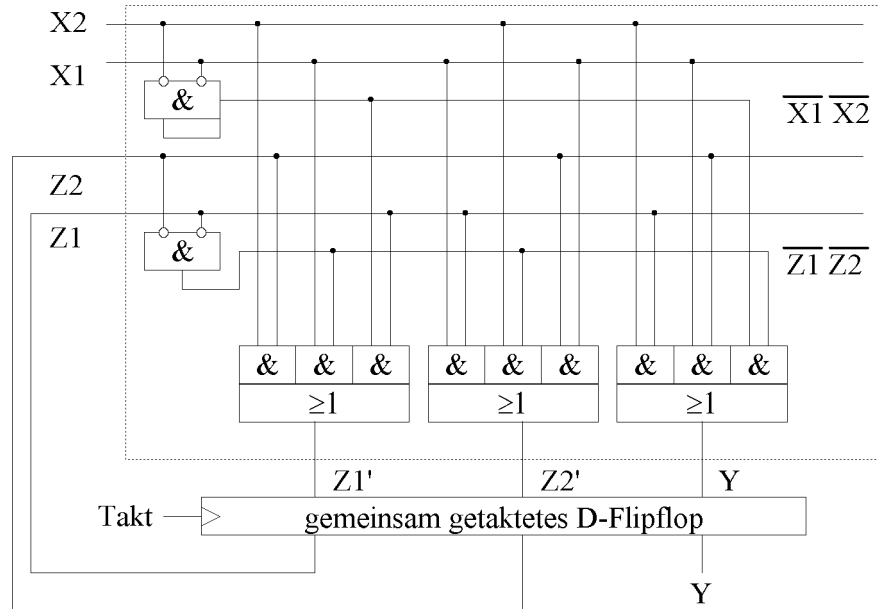 X2
X1
&
X1 X2
Z2
Z1
&
Z1 Z2
& & & & & & & & &
≥1 ≥1 ≥1
Z1' Z2' Y
Takt gemeinsam getaktetes D-Flipflop
Y